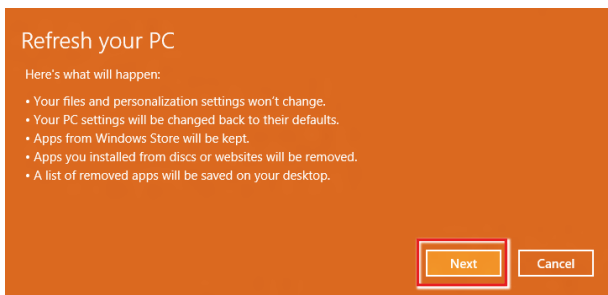 Refresh your PC
Here's what will happen:
• Your files and personalization settings won't change.
• Your PC settings will be changed back to their defaults.
• Apps from Windows Store will be kept.
• Apps you installed from discs or websites will be removed.
• A list of removed apps will be saved on your desktop.
Next Cancel